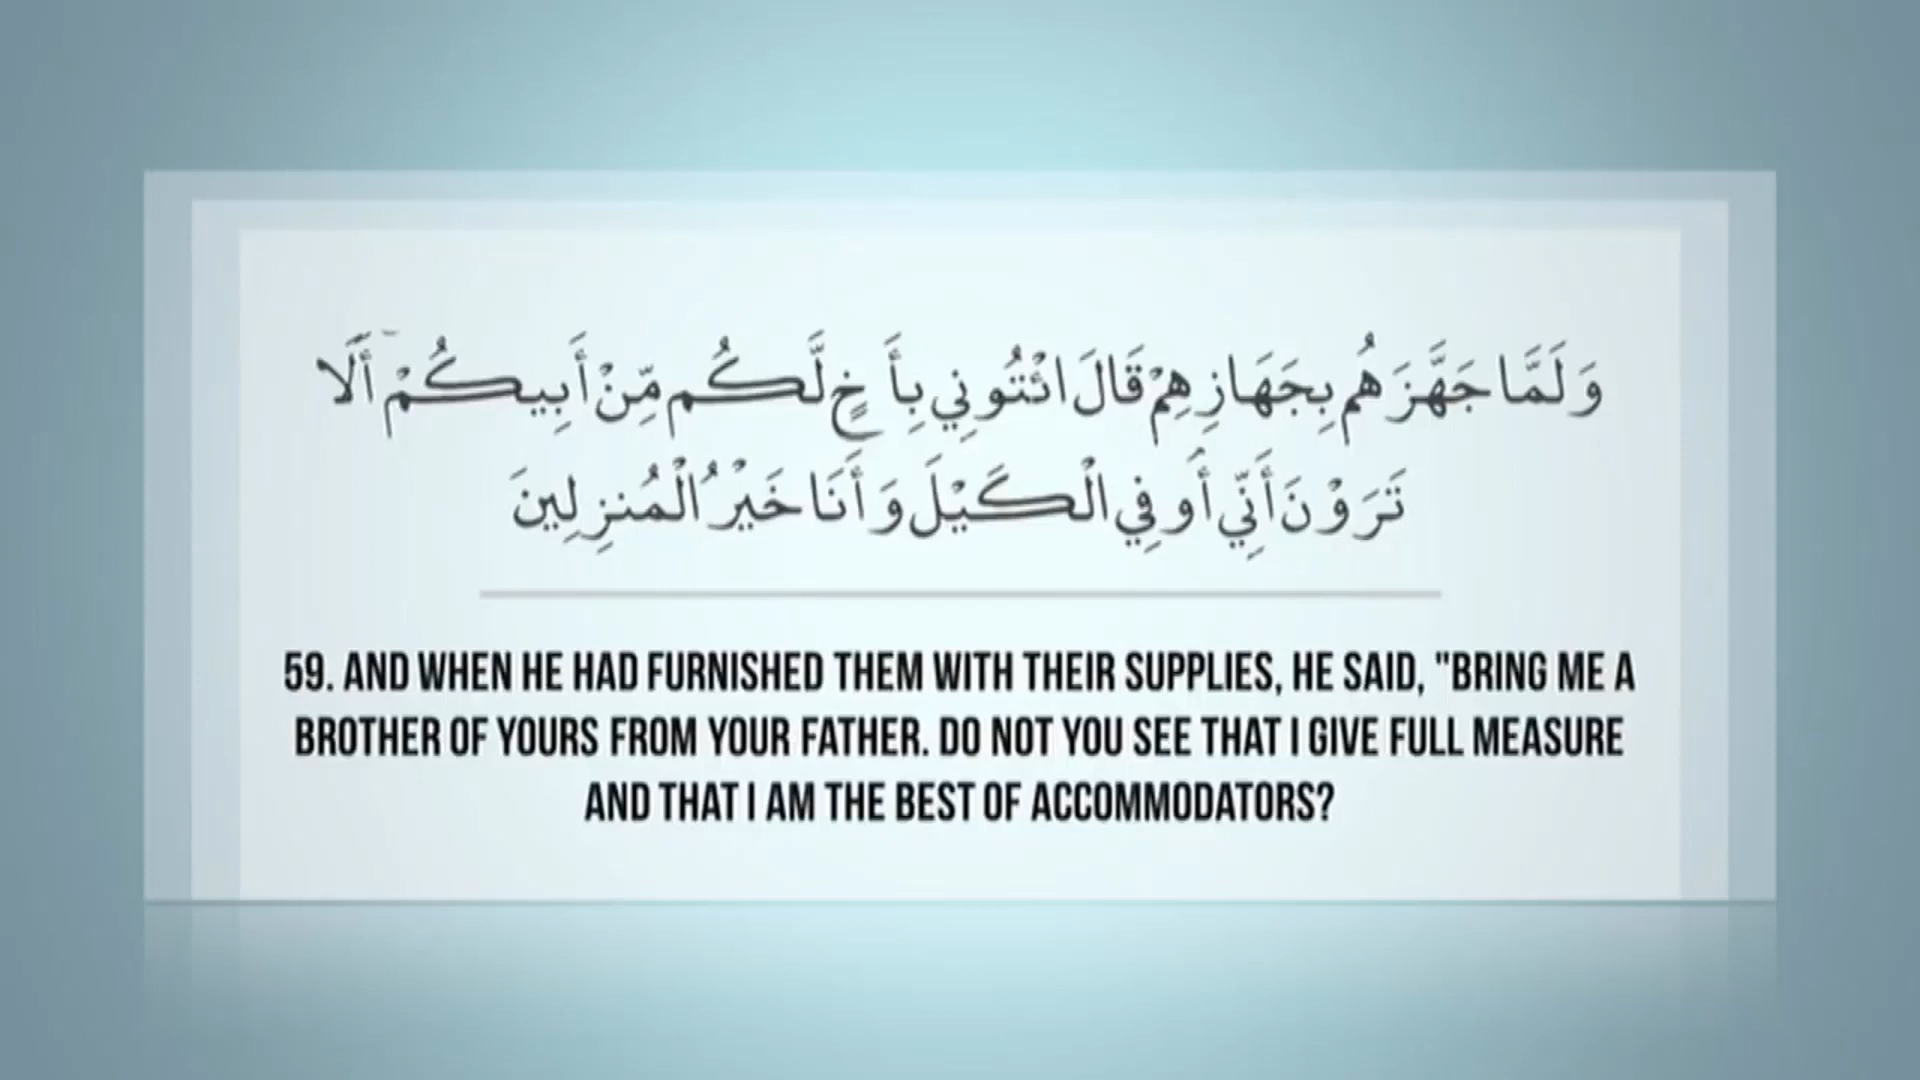 وَلَمَّا جَهَّزَهُم بِجَهَازِهِمْ قَالَ ائْتُونِي بِأَخٍ لَّكُم مِّنْ أَبِيكُمْ ۚ أَلَا
تَرَوْنَ أَنِّي أُوفِي الْكَيْلَ وَأَنَا خَيْرُ الْمُنزِلِينَ
59. AND WHEN HE HAD FURNISHED THEM WITH THEIR SUPPLIES, HE SAID, "BRING ME A
BROTHER OF YOURS FROM YOUR FATHER. DO NOT YOU SEE THAT I GIVE FULL MEASURE
AND THAT I AM THE BEST OF ACCOMMODATORS?